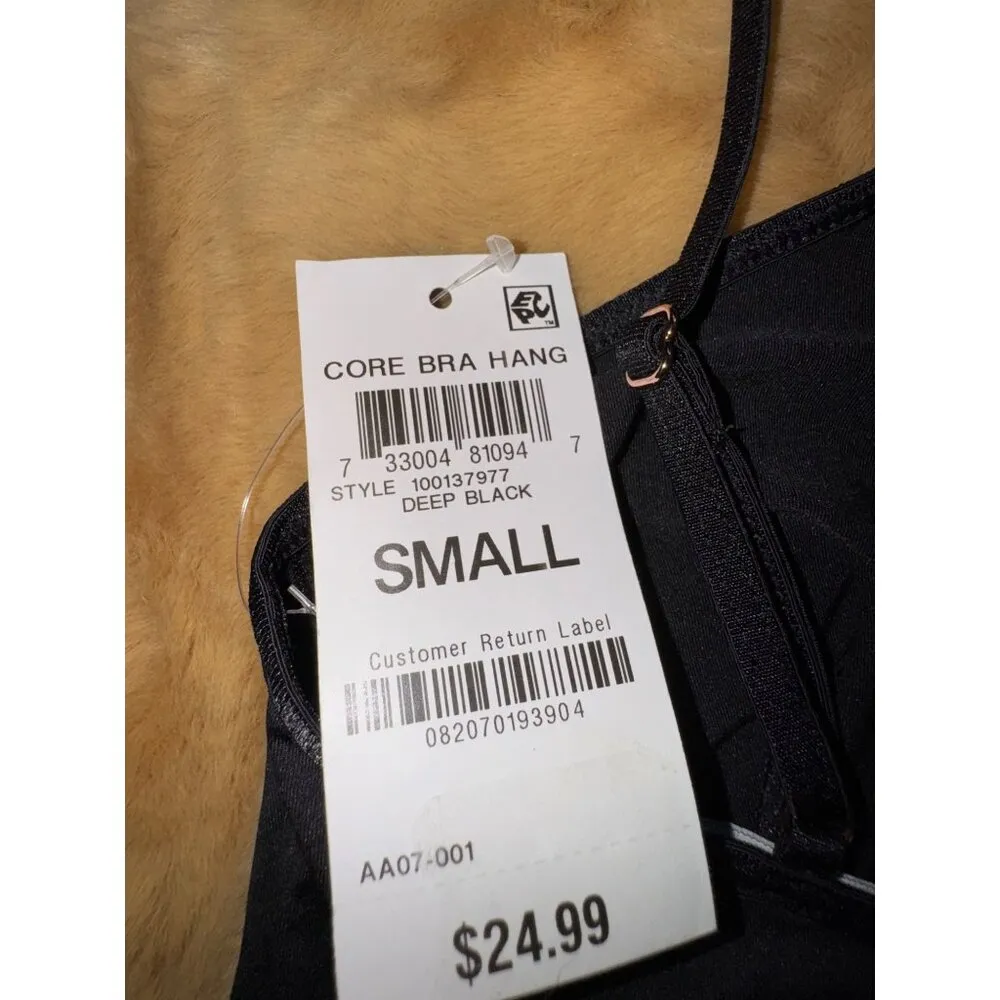 EPC™
CORE BRA HANG
7 33004 81094 7
STYLE 100137977
DEEP BLACK
SMALL
Customer Return Label
082070193904
AA07-001
$24.99